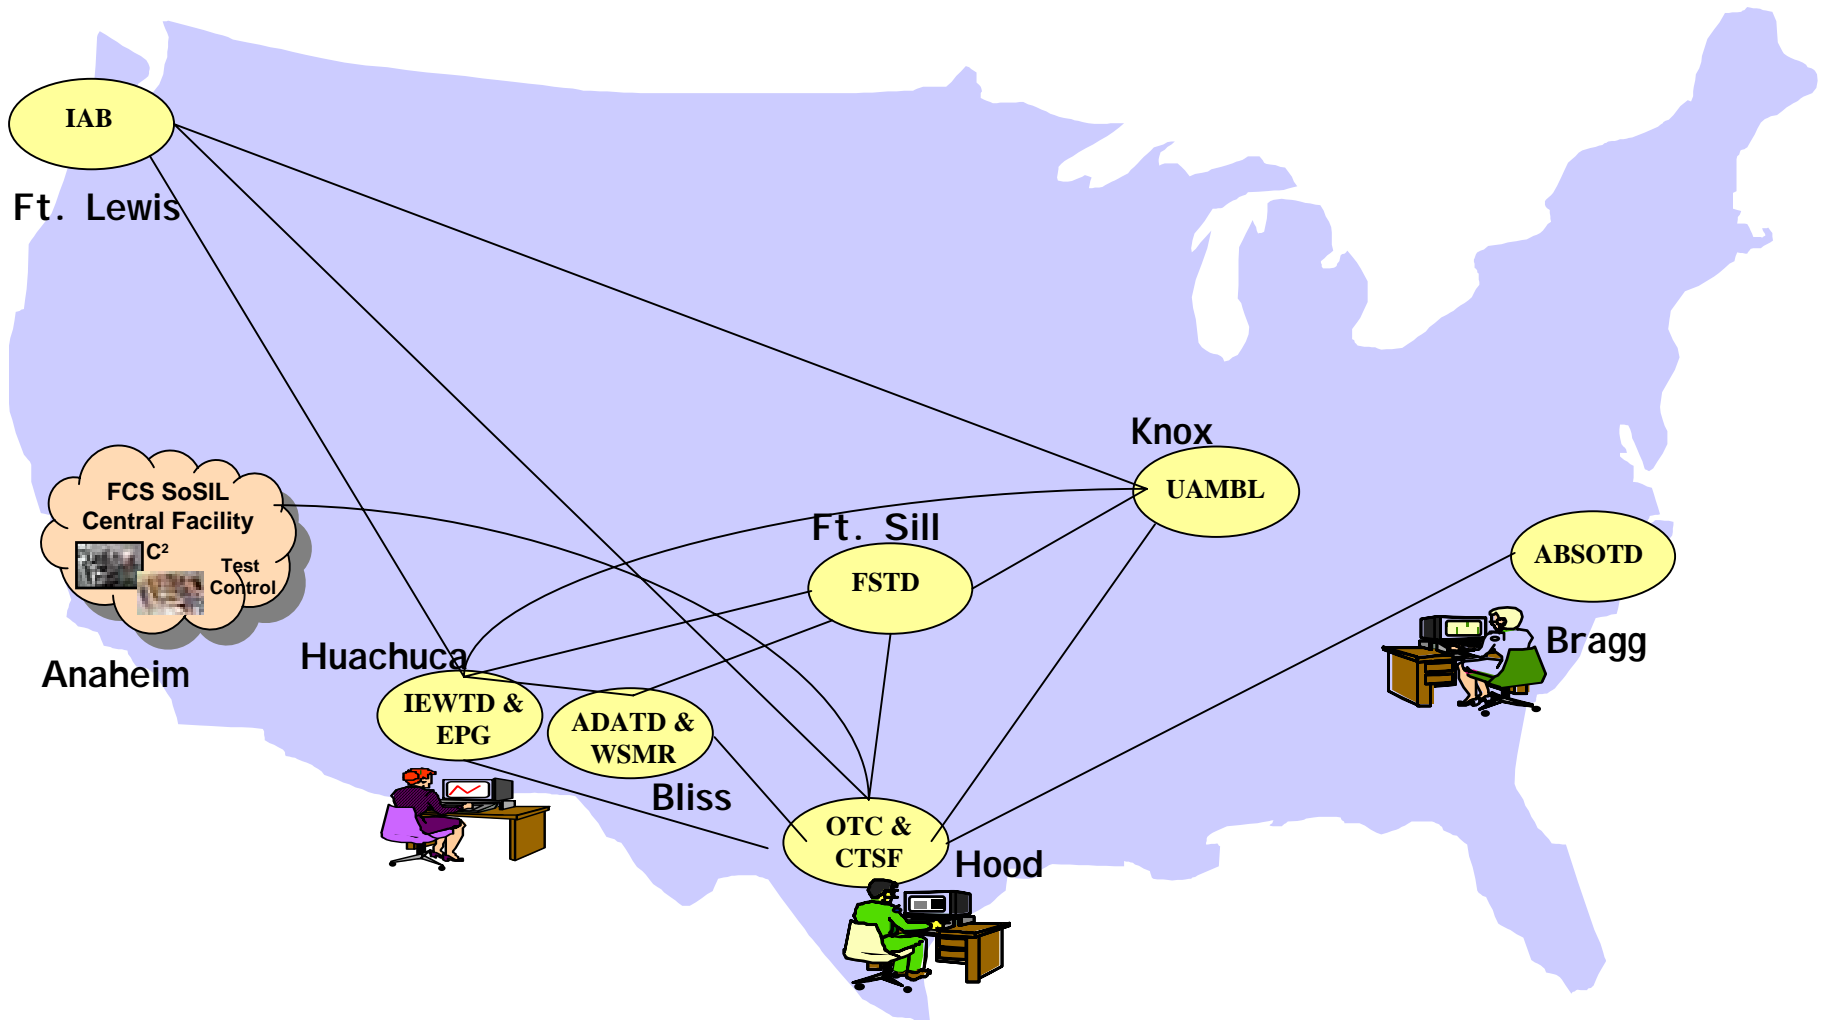 IAB
Ft. Lewis
FCS SoSIL
Central Facility
C²
Test
Control
Anaheim
Knox
UAMBL
Ft. Sill
FSTD
ABSOTD
Bragg
Huachuca
IEWTD &
EPG
ADATD &
WSMR
Bliss
OTC &
CTSF
Hood